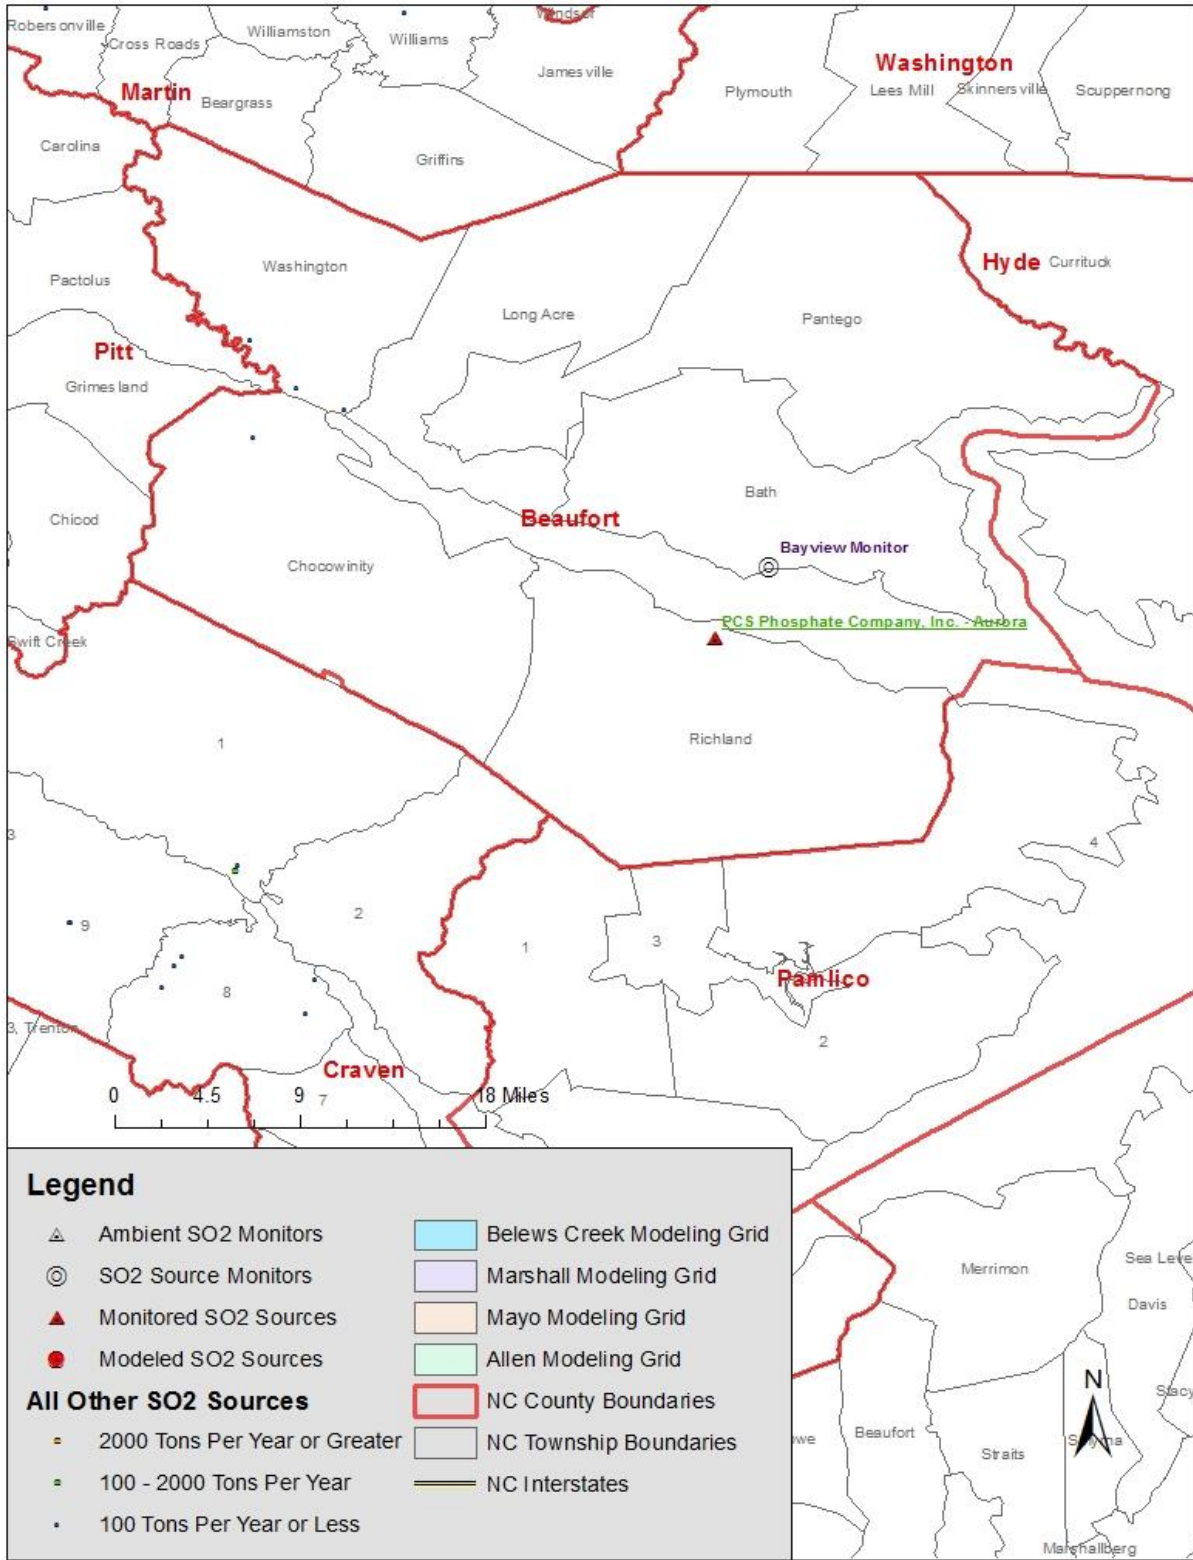 Windsor
Robersonville
Cross Roads
Williamston
Williams
Jamesville
Washington
Plymouth
Lees Mill
Skinnersville
Scuppernong
Martin
Beargrass
Carolina
Griffins
Pactolus
Washington
Hyde
Currituck
Long Acre
Pantego
Pitt
Grimesland
Chicod
Bath
Beaufort
Bayview Monitor
Chocowinity
PCS Phosphate Company, Inc. - Aurora
Swift Creek
1
Richland
3
4
9
2
1
3
Pamlico
8
3, Trenton
2
Craven
0 4.5 9 18 Miles
7
Legend
Ambient SO2 Monitors
SO2 Source Monitors
Monitored SO2 Sources
Modeled SO2 Sources
All Other SO2 Sources
2000 Tons Per Year or Greater
100 - 2000 Tons Per Year
100 Tons Per Year or Less
Belews Creek Modeling Grid
Marshall Modeling Grid
Mayo Modeling Grid
Allen Modeling Grid
NC County Boundaries
NC Township Boundaries
NC Interstates
Merrimon
Sea Leve
Davis
N
Stacy
owe
Beaufort
Straits
Smyrna
Marshallberg